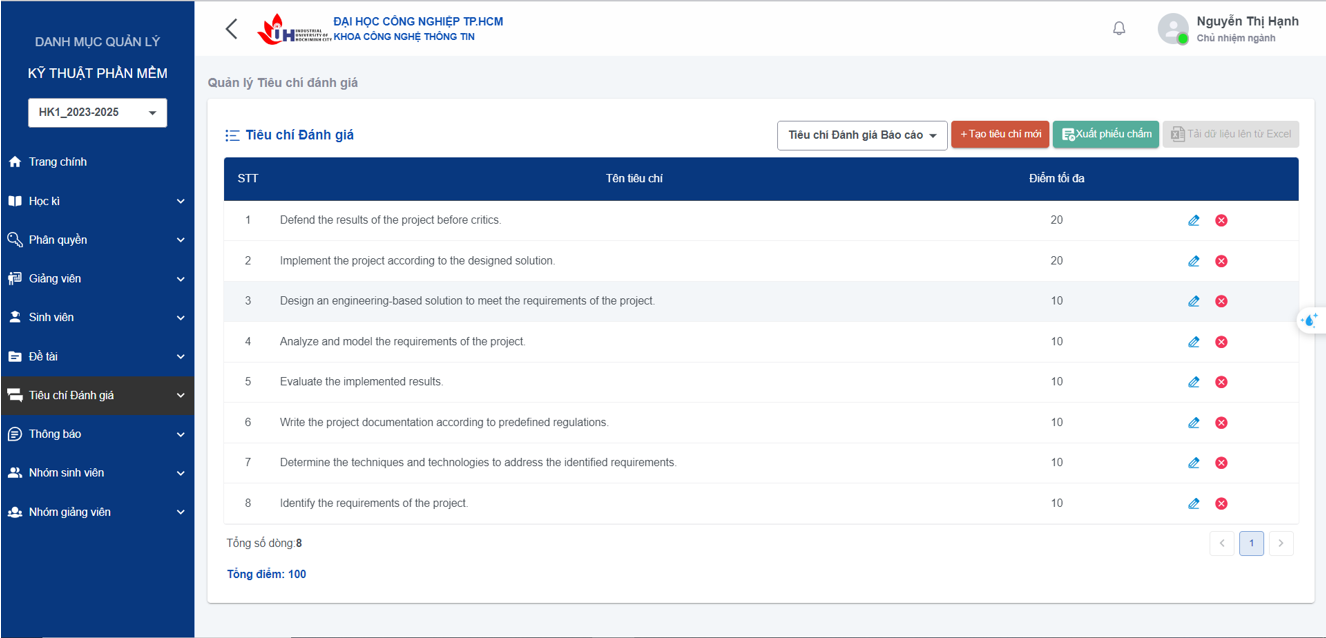 DANH MỤC QUẢN LÝ
KỸ THUẬT PHẦN MỀM
HK1_2023-2025
Trang chính
Học kì
Phân quyền
Giảng viên
Sinh viên
Đề tài
Tiêu chí Đánh giá
Thông báo
Nhóm sinh viên
Nhóm giảng viên
IUH INDUSTRIAL UNIVERSITY OF HOCHIMINH CITY
ĐẠI HỌC CÔNG NGHIỆP TP.HCM
KHOA CÔNG NGHỆ THÔNG TIN
Nguyễn Thị Hạnh
Chủ nhiệm ngành
Quản lý Tiêu chí đánh giá
Tiêu chí Đánh giá
Tiêu chí Đánh giá Báo cáo
+ Tạo tiêu chí mới
Xuất phiếu chấm
Tải dữ liệu lên từ Excel
STT Tên tiêu chí Điểm tối đa
1 Defend the results of the project before critics. 20
2 Implement the project according to the designed solution. 20
3 Design an engineering-based solution to meet the requirements of the project. 10
4 Analyze and model the requirements of the project. 10
5 Evaluate the implemented results. 10
6 Write the project documentation according to predefined regulations. 10
7 Determine the techniques and technologies to address the identified requirements. 10
8 Identify the requirements of the project. 10
Tổng số dòng:8
1
Tổng điểm: 100